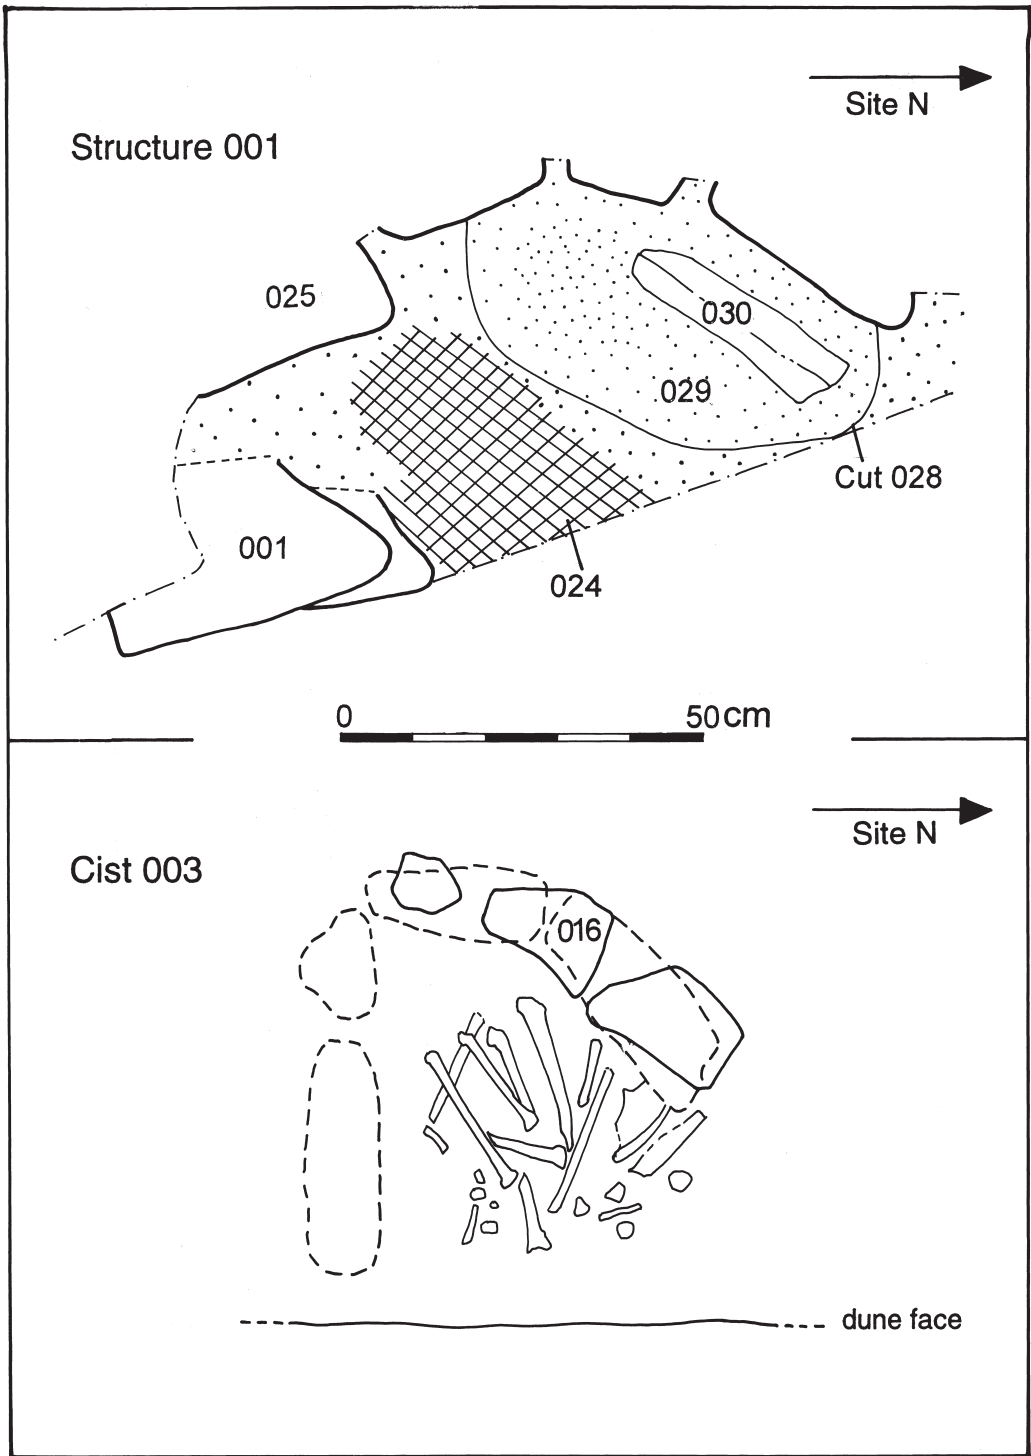 Site N
Structure 001
025
030
029
Cut 028
001
024
0 50cm
Site N
Cist 003
016
dune face